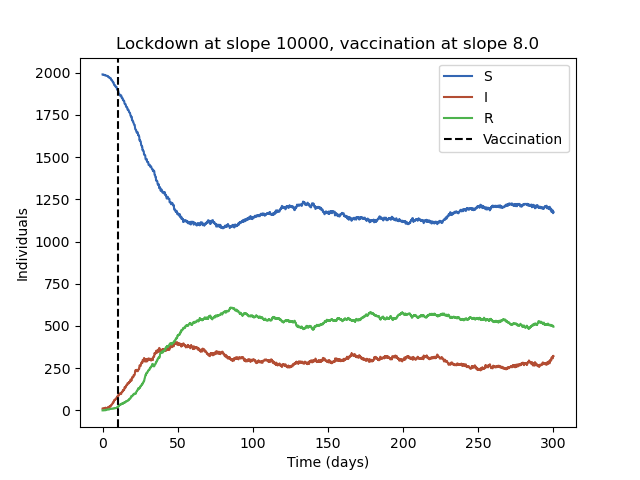 Lockdown at slope 10000, vaccination at slope 8.0
S
I
R
Vaccination
2000
1750
1500
1250
1000
750
500
250
0
Individuals
0 50 100 150 200 250 300
Time (days)